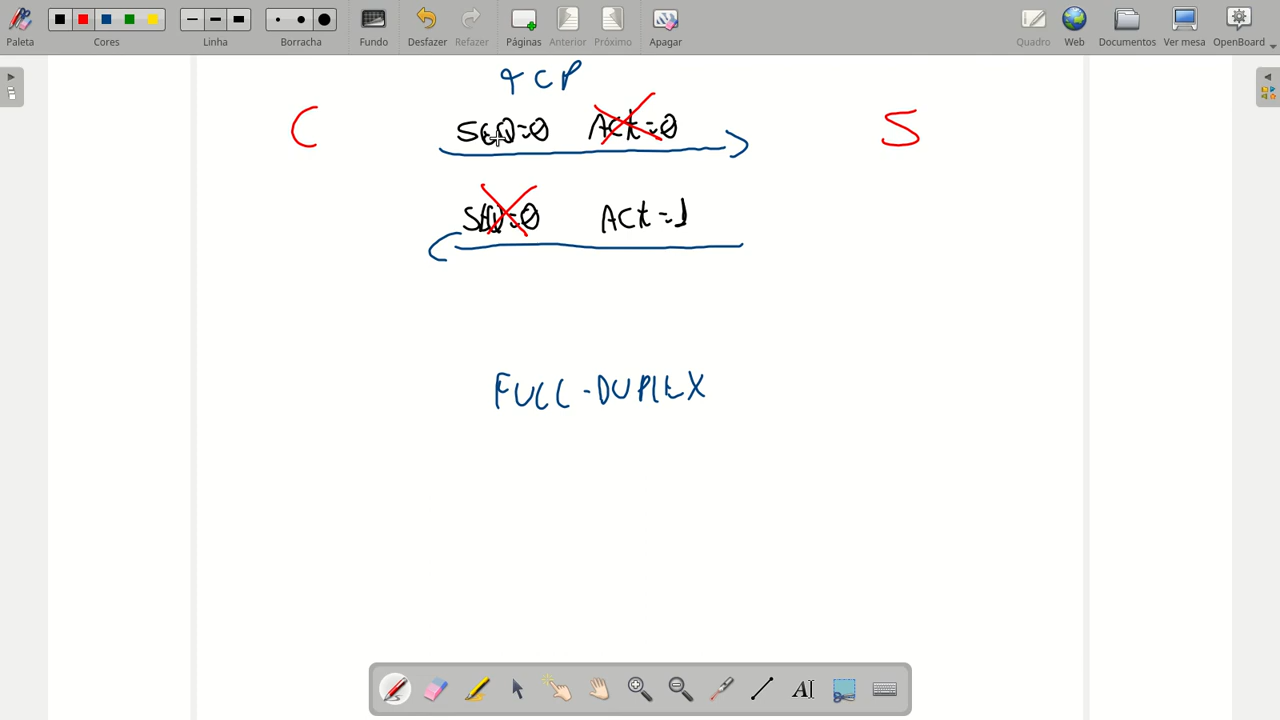 Paleta Cores Linha Borracha Fundo Desfazer Refazer Páginas Anterior Próximo Apagar Quadro Web Documentos Ver mesa OpenBoard
TCP
C SEQ=0 ACK=0 S
SEQ=0 ACK=1
FULL-DUPLEX
A